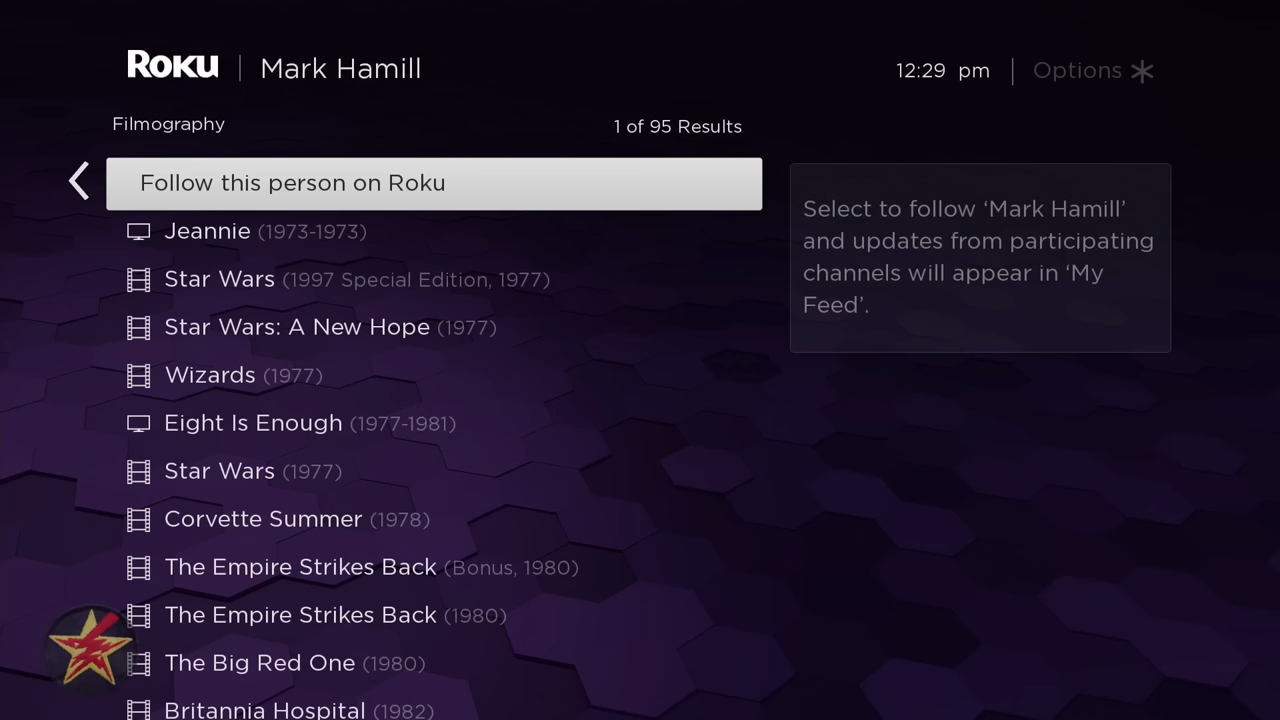 Roku | Mark Hamill
12:29 pm | Options
Filmography
1 of 95 Results
Follow this person on Roku
Jeannie (1973-1973)
Star Wars (1997 Special Edition, 1977)
Star Wars: A New Hope (1977)
Wizards (1977)
Eight Is Enough (1977-1981)
Star Wars (1977)
Corvette Summer (1978)
The Empire Strikes Back (Bonus, 1980)
The Empire Strikes Back (1980)
The Big Red One (1980)
Britannia Hospital (1982)
Select to follow ‘Mark Hamill’
and updates from participating
channels will appear in ‘My
Feed’.